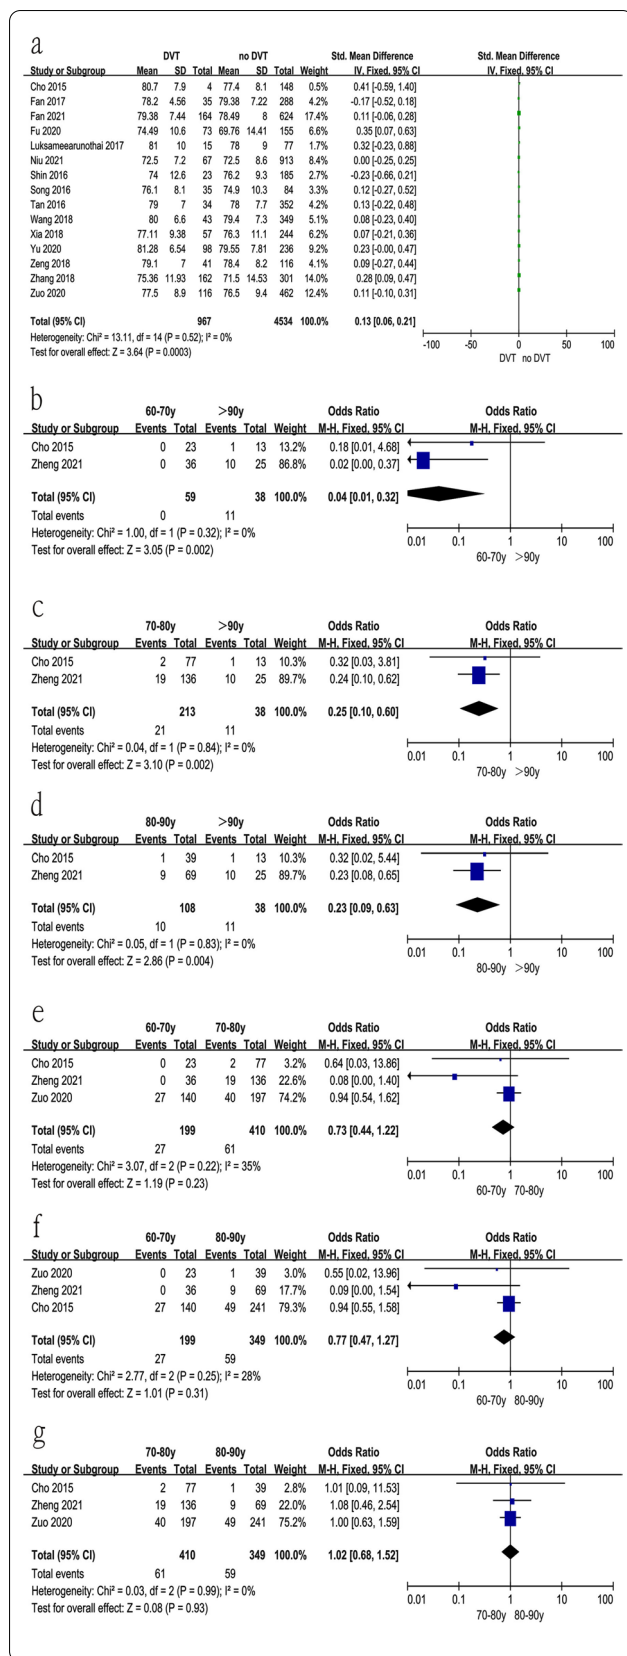 a
DVT no DVT Std. Mean Difference Std. Mean Difference
Study or Subgroup Mean SD Total Mean SD Total Weight IV. Fixed. 95% CI IV. Fixed. 95% CI
Cho 2015 80.7 7.9 4 77.4 8.1 148 0.5% 0.41 [-0.59, 1.40]
Fan 2017 78.2 4.56 35 79.38 7.22 288 4.2% -0.17 [-0.52, 0.18]
Fan 2021 79.38 7.44 164 78.49 8 624 17.4% 0.11 [-0.06, 0.28]
Fu 2020 74.49 10.6 73 69.76 14.41 155 6.6% 0.35 [0.07, 0.63]
Luksameearunothai 2017 81 10 15 78 9 77 1.7% 0.32 [-0.23, 0.88]
Niu 2021 72.5 7.2 67 72.5 8.6 913 8.4% 0.00 [-0.25, 0.25]
Shin 2016 74 12.6 23 76.2 9.3 185 2.7% -0.23 [-0.66, 0.21]
Song 2016 76.1 8.1 35 74.9 10.3 84 3.3% 0.12 [-0.27, 0.52]
Tan 2016 79 7 34 78 7.7 352 4.2% 0.13 [-0.22, 0.48]
Wang 2018 80 6.6 43 79.4 7.3 349 5.1% 0.08 [-0.23, 0.40]
Xia 2018 77.11 9.38 57 76.3 11.1 244 6.2% 0.07 [-0.21, 0.36]
Yu 2020 81.28 6.54 98 79.55 7.81 236 9.3% 0.23 [-0.00, 0.47]
Zeng 2018 79.1 7 41 78.4 8.2 116 4.1% 0.09 [-0.27, 0.44]
Zhang 2018 75.36 11.93 162 71.5 14.53 301 14.0% 0.28 [0.09, 0.47]
Zuo 2020 77.5 8.9 116 76.5 9.4 462 12.4% 0.11 [-0.10, 0.31]
Total (95% CI) 967 4534 100.0% 0.13 [0.06, 0.21]
Heterogeneity: Chi² = 13.11, df = 14 (P = 0.52); I² = 0%
Test for overall effect: Z = 3.64 (P = 0.0003)
-100 -50 0 50 100
DVT no DVT
b
60-70y >90y Odds Ratio Odds Ratio
Study or Subgroup Events Total Events Total Weight M-H. Fixed. 95% CI M-H. Fixed. 95% CI
Cho 2015 0 23 1 13 13.2% 0.18 [0.01, 4.68]
Zheng 2021 0 36 10 25 86.8% 0.02 [0.00, 0.37]
Total (95% CI) 59 38 100.0% 0.04 [0.01, 0.32]
Total events 0 11
Heterogeneity: Chi² = 1.00, df = 1 (P = 0.32); I² = 0%
Test for overall effect: Z = 3.05 (P = 0.002)
0.01 0.1 1 10 100
60-70y >90y
c
70-80y >90y Odds Ratio Odds Ratio
Study or Subgroup Events Total Events Total Weight M-H. Fixed. 95% CI M-H. Fixed. 95% CI
Cho 2015 2 77 1 13 10.3% 0.32 [0.03, 3.81]
Zheng 2021 19 136 10 25 89.7% 0.24 [0.10, 0.62]
Total (95% CI) 213 38 100.0% 0.25 [0.10, 0.60]
Total events 21 11
Heterogeneity: Chi² = 0.04, df = 1 (P = 0.84); I² = 0%
Test for overall effect: Z = 3.10 (P = 0.002)
0.01 0.1 1 10 100
70-80y >90y
d
80-90y >90y Odds Ratio Odds Ratio
Study or Subgroup Events Total Events Total Weight M-H. Fixed. 95% CI M-H. Fixed. 95% CI
Cho 2015 1 39 1 13 10.3% 0.32 [0.02, 5.44]
Zheng 2021 9 69 10 25 89.7% 0.23 [0.08, 0.65]
Total (95% CI) 108 38 100.0% 0.23 [0.09, 0.63]
Total events 10 11
Heterogeneity: Chi² = 0.05, df = 1 (P = 0.83); I² = 0%
Test for overall effect: Z = 2.86 (P = 0.004)
0.01 0.1 1 10 100
80-90y >90y
e
60-70y 70-80y Odds Ratio Odds Ratio
Study or Subgroup Events Total Events Total Weight M-H. Fixed. 95% CI M-H. Fixed. 95% CI
Cho 2015 0 23 2 77 3.2% 0.64 [0.03, 13.86]
Zheng 2021 0 36 19 136 22.6% 0.08 [0.00, 1.40]
Zuo 2020 27 140 40 197 74.2% 0.94 [0.54, 1.62]
Total (95% CI) 199 410 100.0% 0.73 [0.44, 1.22]
Total events 27 61
Heterogeneity: Chi² = 3.07, df = 2 (P = 0.22); I² = 35%
Test for overall effect: Z = 1.19 (P = 0.23)
0.01 0.1 1 10 100
60-70y 70-80y
f
60-70y 80-90y Odds Ratio Odds Ratio
Study or Subgroup Events Total Events Total Weight M-H. Fixed. 95% CI M-H. Fixed. 95% CI
Zuo 2020 0 23 1 39 3.0% 0.55 [0.02, 13.96]
Zheng 2021 0 36 9 69 17.7% 0.09 [0.00, 1.54]
Cho 2015 27 140 49 241 79.3% 0.94 [0.55, 1.58]
Total (95% CI) 199 349 100.0% 0.77 [0.47, 1.27]
Total events 27 59
Heterogeneity: Chi² = 2.77, df = 2 (P = 0.25); I² = 28%
Test for overall effect: Z = 1.01 (P = 0.31)
0.01 0.1 1 10 100
60-70y 80-90y
g
70-80y 80-90y Odds Ratio Odds Ratio
Study or Subgroup Events Total Events Total Weight M-H. Fixed. 95% CI M-H. Fixed. 95% CI
Cho 2015 2 77 1 39 2.8% 1.01 [0.09, 11.53]
Zheng 2021 19 136 9 69 22.0% 1.08 [0.46, 2.54]
Zuo 2020 40 197 49 241 75.2% 1.00 [0.63, 1.59]
Total (95% CI) 410 349 100.0% 1.02 [0.68, 1.52]
Total events 61 59
Heterogeneity: Chi² = 0.03, df = 2 (P = 0.99); I² = 0%
Test for overall effect: Z = 0.08 (P = 0.93)
0.01 0.1 1 10 100
70-80y 80-90y